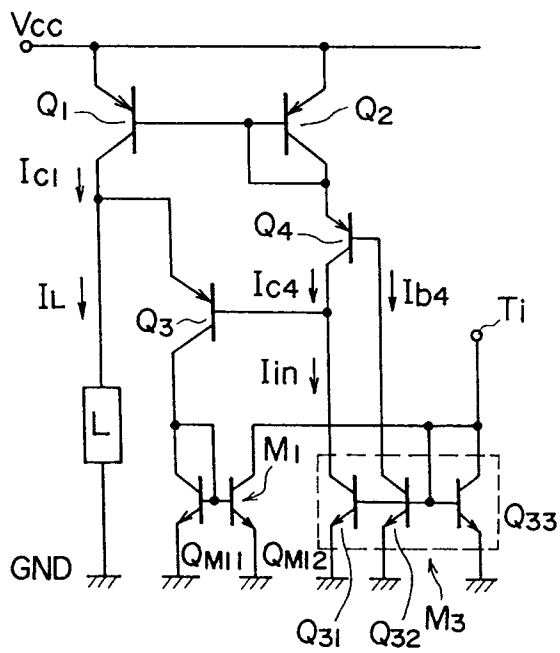 Vcc
Q1
Q2
Ic1
Q4
IL
Ic4
Ib4
Ti
Q3
Iin
L
M1
Q33
QM11
QM12
GND
Q31
Q32
M3